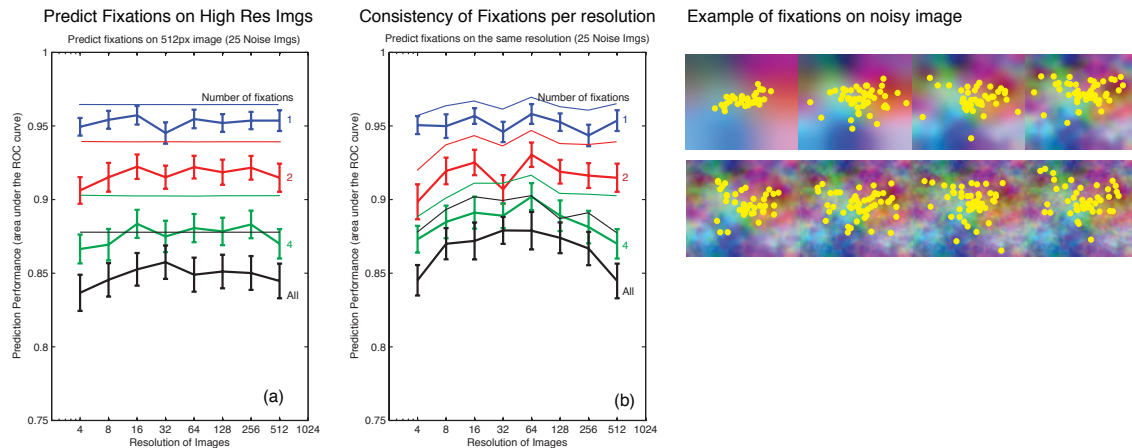 Predict Fixations on High Res Imgs
Predict fixations on 512px image (25 Noise Imgs)
Prediction Performance (area under the ROC curve)
1
0.95
0.9
0.85
0.8
0.75
Number of fixations
1
2
4
All
(a)
4 8 16 32 64 128 256 512 1024
Resolution of Images
Consistency of Fixations per resolution
Predict fixations on the same resolution (25 Noise Imgs)
Prediction Performance (area under the ROC curve)
1
0.95
0.9
0.85
0.8
0.75
Number of fixations
1
2
4
All
(b)
4 8 16 32 64 128 256 512 1024
Resolution of Images
Example of fixations on noisy image